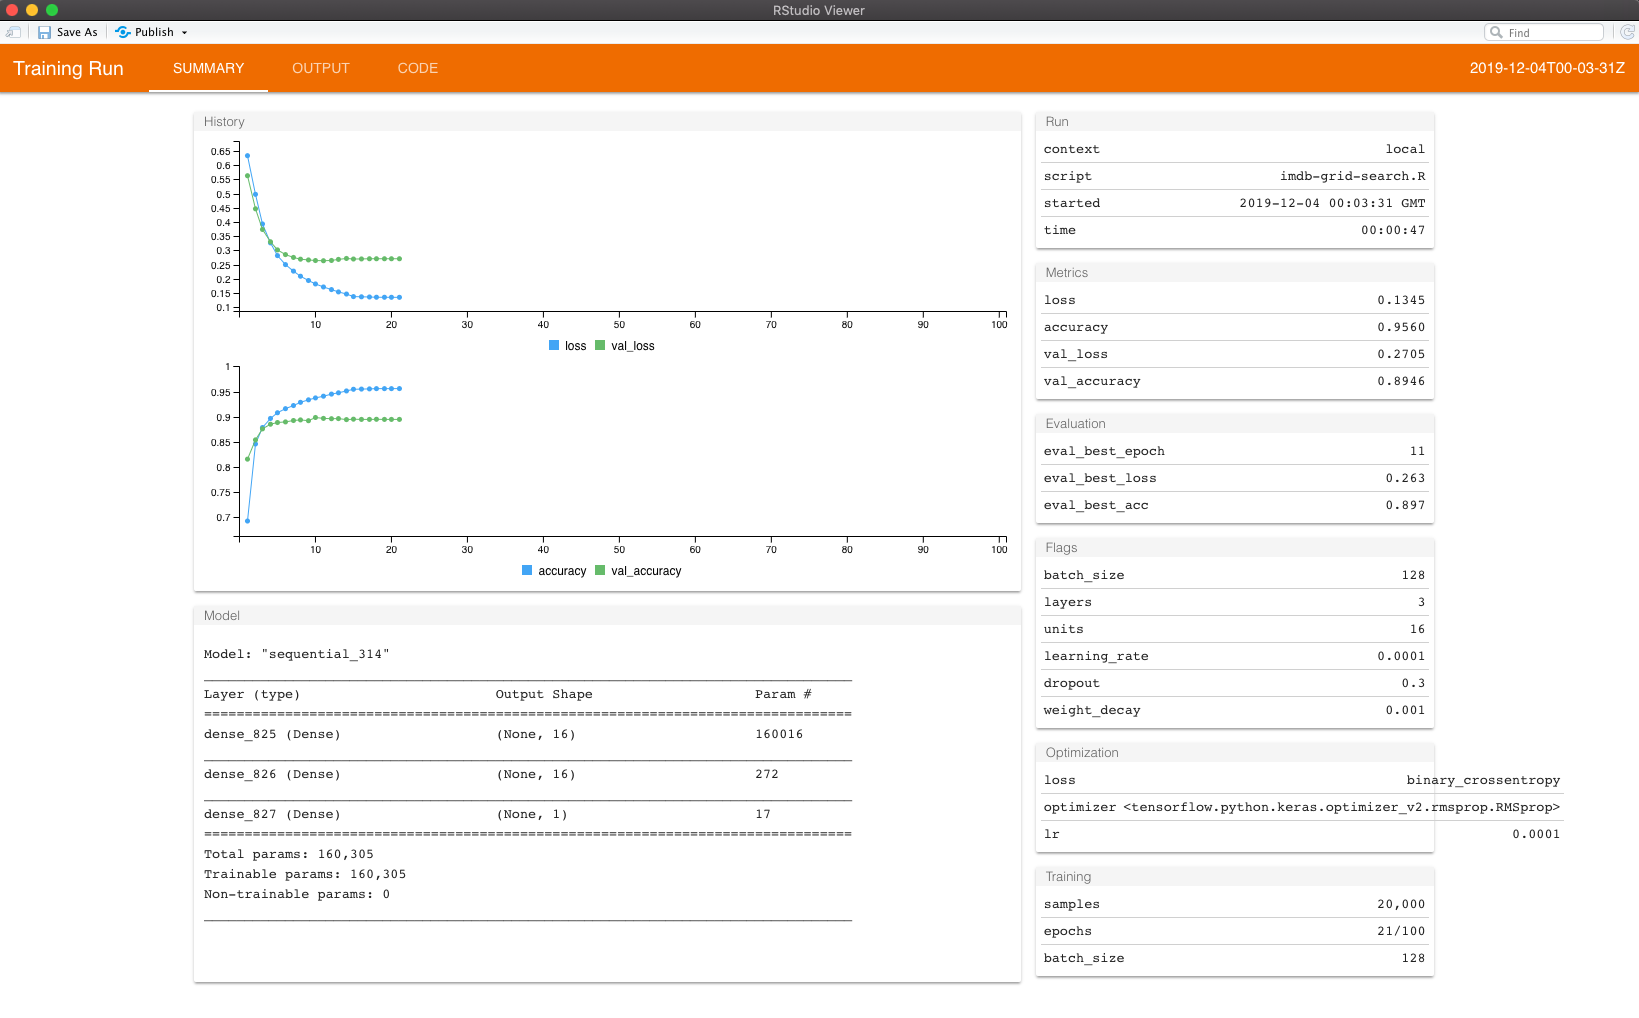 RStudio Viewer
Save As Publish Find
Training Run SUMMARY OUTPUT CODE 2019-12-04T00-03-31Z
History
0.65
0.6
0.55
0.5
0.45
0.4
0.35
0.3
0.25
0.2
0.15
0.1
10 20 30 40 50 60 70 80 90 100
loss val_loss
1
0.95
0.9
0.85
0.8
0.75
0.7
10 20 30 40 50 60 70 80 90 100
accuracy val_accuracy
Model
Model: "sequential_314"
Layer (type) Output Shape Param #
dense_825 (Dense) (None, 16) 160016
dense_826 (Dense) (None, 16) 272
dense_827 (Dense) (None, 1) 17
Total params: 160,305
Trainable params: 160,305
Non-trainable params: 0
Run
context local
script imdb-grid-search.R
started 2019-12-04 00:03:31 GMT
time 00:00:47
Metrics
loss 0.1345
accuracy 0.9560
val_loss 0.2705
val_accuracy 0.8946
Evaluation
eval_best_epoch 11
eval_best_loss 0.263
eval_best_acc 0.897
Flags
batch_size 128
layers 3
units 16
learning_rate 0.0001
dropout 0.3
weight_decay 0.001
Optimization
loss binary_crossentropy
optimizer <tensorflow.python.keras.optimizer_v2.rmsprop.RMSprop>
lr 0.0001
Training
samples 20,000
epochs 21/100
batch_size 128